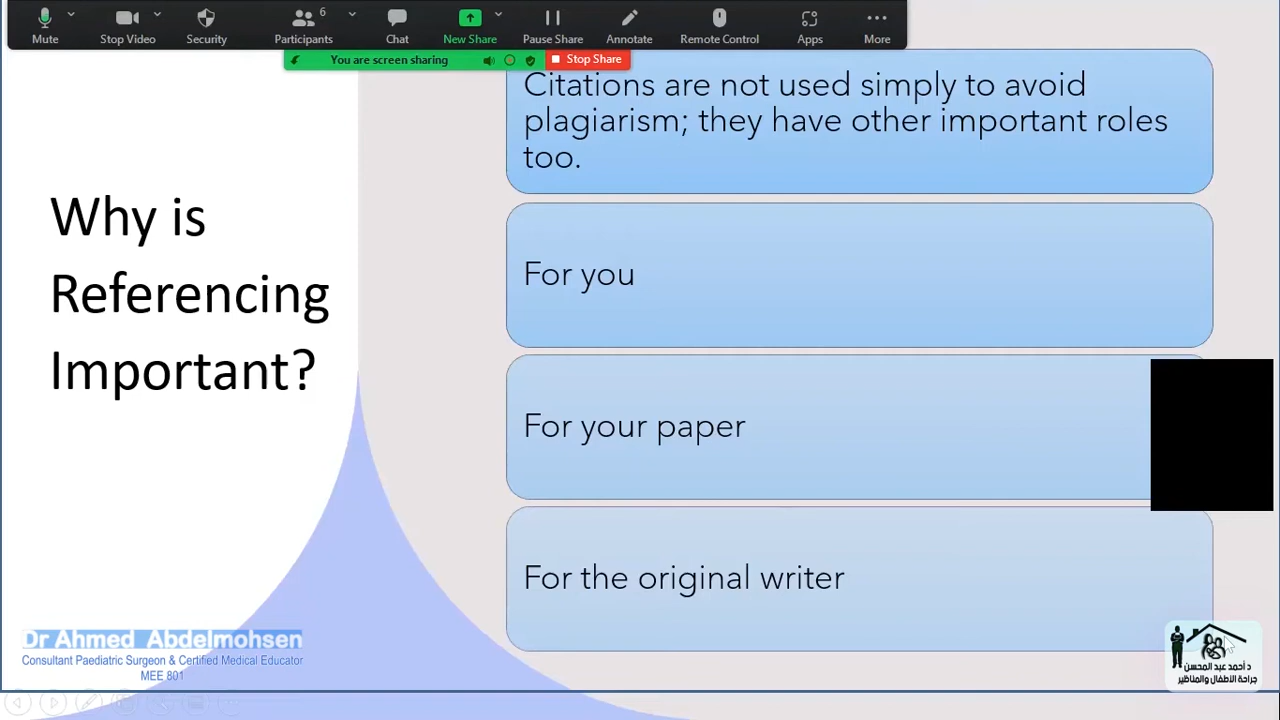 Mute
Stop Video
Security
6
Participants
Chat
New Share
Pause Share
Annotate
Remote Control
Apps
More
You are screen sharing
Stop Share
Why is
Referencing
Important?
Citations are not used simply to avoid
plagiarism; they have other important roles
too.
For you
For your paper
For the original writer
Dr Ahmed Abdelmohsen
Consultant Paediatric Surgeon & Certified Medical Educator
MEE 801
د أحمد عبد المحسن
جراحة الأطفال والمناظير